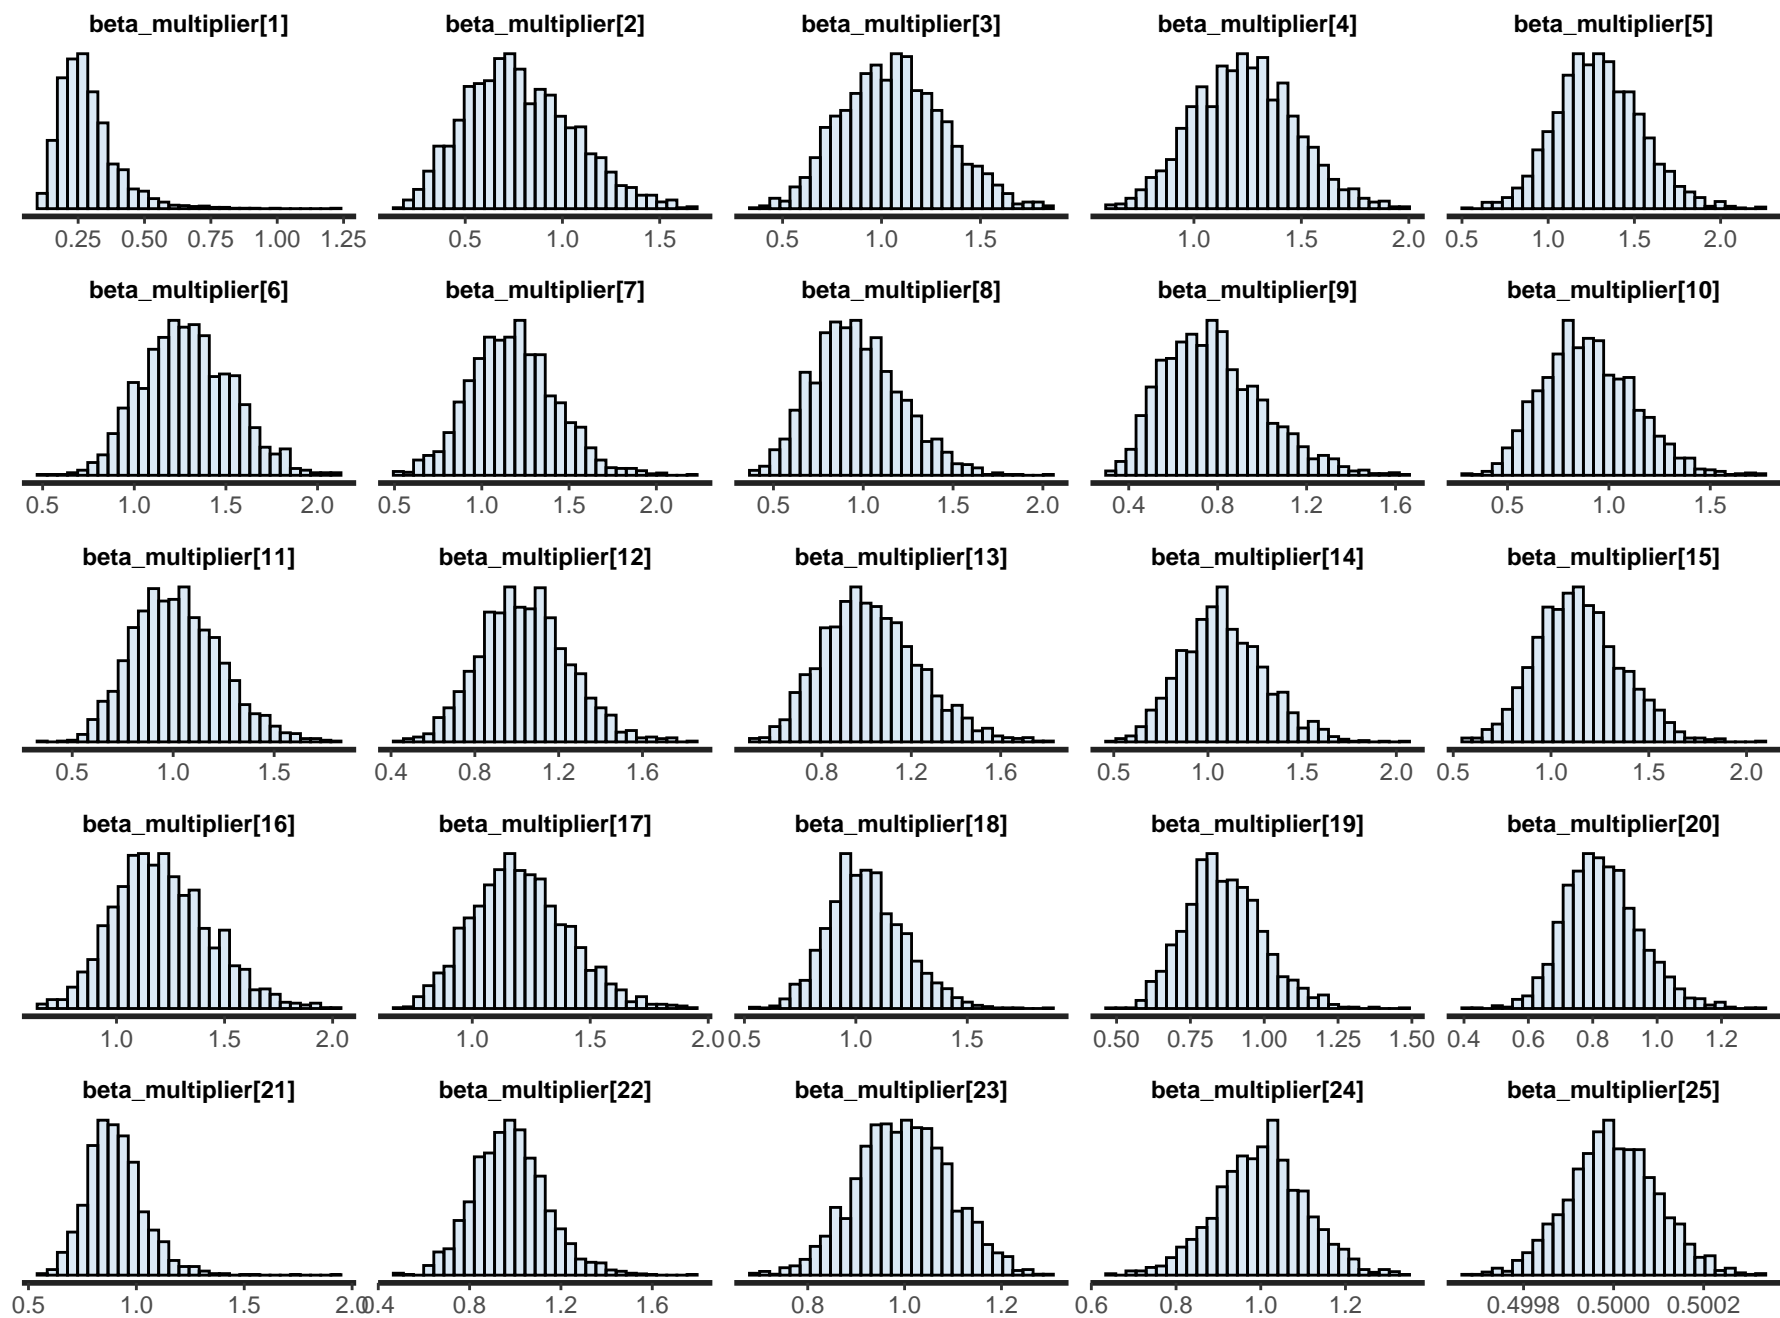 beta_multiplier[1] beta_multiplier[2] beta_multiplier[3] beta_multiplier[4] beta_multiplier[5]
0.25 0.50 0.75 1.00 1.25 0.5 1.0 1.5 0.5 1.0 1.5 1.0 1.5 2.0 0.5 1.0 1.5 2.0
beta_multiplier[6] beta_multiplier[7] beta_multiplier[8] beta_multiplier[9] beta_multiplier[10]
0.5 1.0 1.5 2.0 0.5 1.0 1.5 2.0 0.5 1.0 1.5 2.0 0.4 0.8 1.2 1.6 0.5 1.0 1.5
beta_multiplier[11] beta_multiplier[12] beta_multiplier[13] beta_multiplier[14] beta_multiplier[15]
0.5 1.0 1.5 0.4 0.8 1.2 1.6 0.8 1.2 1.6 0.5 1.0 1.5 2.0 0.5 1.0 1.5 2.0
beta_multiplier[16] beta_multiplier[17] beta_multiplier[18] beta_multiplier[19] beta_multiplier[20]
1.0 1.5 2.0 1.0 1.5 2.0 0.5 1.0 1.5 0.50 0.75 1.00 1.25 1.50 0.4 0.6 0.8 1.0 1.2
beta_multiplier[21] beta_multiplier[22] beta_multiplier[23] beta_multiplier[24] beta_multiplier[25]
0.5 1.0 1.5 2.0 0.4 0.8 1.2 1.6 0.8 1.0 1.2 0.6 0.8 1.0 1.2 0.4998 0.5000 0.5002